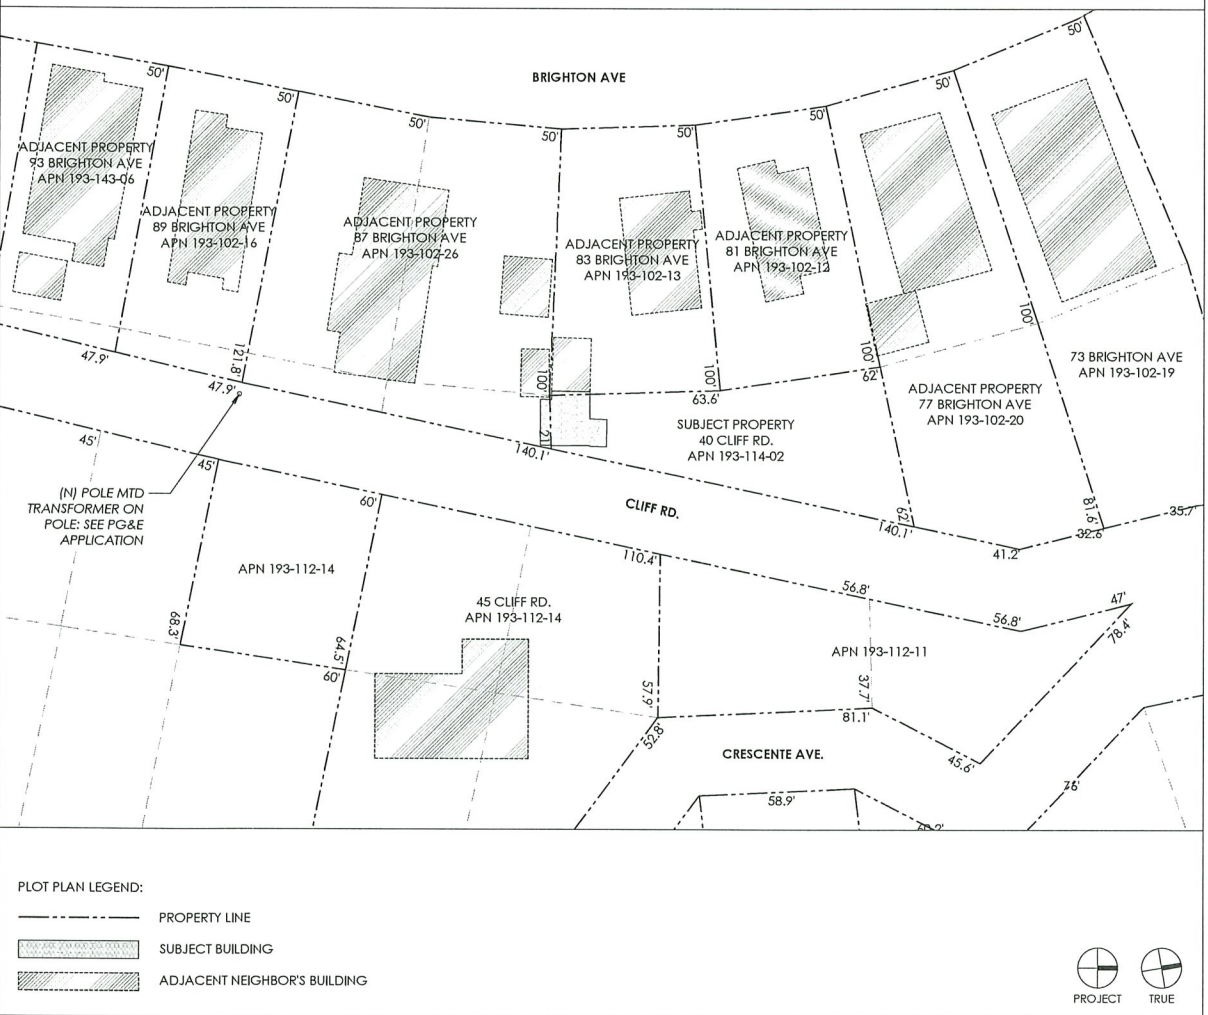 BRIGHTON AVE
50'
50'
50'
50'
50'
50'
50'
50'
ADJACENT PROPERTY
93 BRIGHTON AVE
APN 193-143-06
ADJACENT PROPERTY
89 BRIGHTON AVE
APN 193-102-16
ADJACENT PROPERTY
87 BRIGHTON AVE
APN 193-102-26
ADJACENT PROPERTY
83 BRIGHTON AVE
APN 193-102-13
ADJACENT PROPERTY
81 BRIGHTON AVE
APN 193-102-12
73 BRIGHTON AVE
APN 193-102-19
ADJACENT PROPERTY
77 BRIGHTON AVE
APN 193-102-20
SUBJECT PROPERTY
40 CLIFF RD.
APN 193-114-02
47.9'
121.8'
47.9'
100'
21'
140.1'
100'
63.6'
100'
62'
100'
62'
140.1'
81.6'
41.2'
32.6'
35.7'
CLIFF RD.
45'
45'
60'
110.4'
56.8'
56.8'
47'
78.4'
(N) POLE MTD
TRANSFORMER ON
POLE: SEE PG&E
APPLICATION
APN 193-112-14
45 CLIFF RD.
APN 193-112-14
APN 193-112-11
68.3'
64.5'
60'
57.9'
52.8'
37.7'
81.1'
45.6'
CRESCENTE AVE.
58.9'
76'
PLOT PLAN LEGEND:
PROPERTY LINE
SUBJECT BUILDING
ADJACENT NEIGHBOR'S BUILDING
PROJECT
TRUE